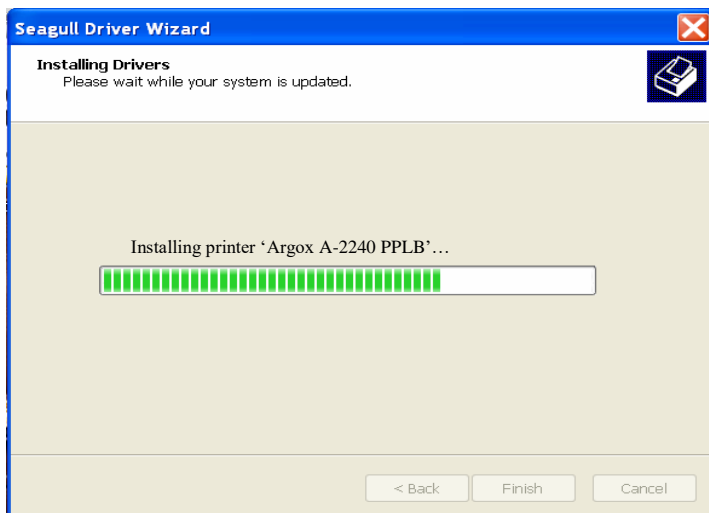 Seagull Driver Wizard
Installing Drivers
Please wait while your system is updated.
Installing printer ‘Argox A-2240 PPLB’…
< Back
Finish
Cancel